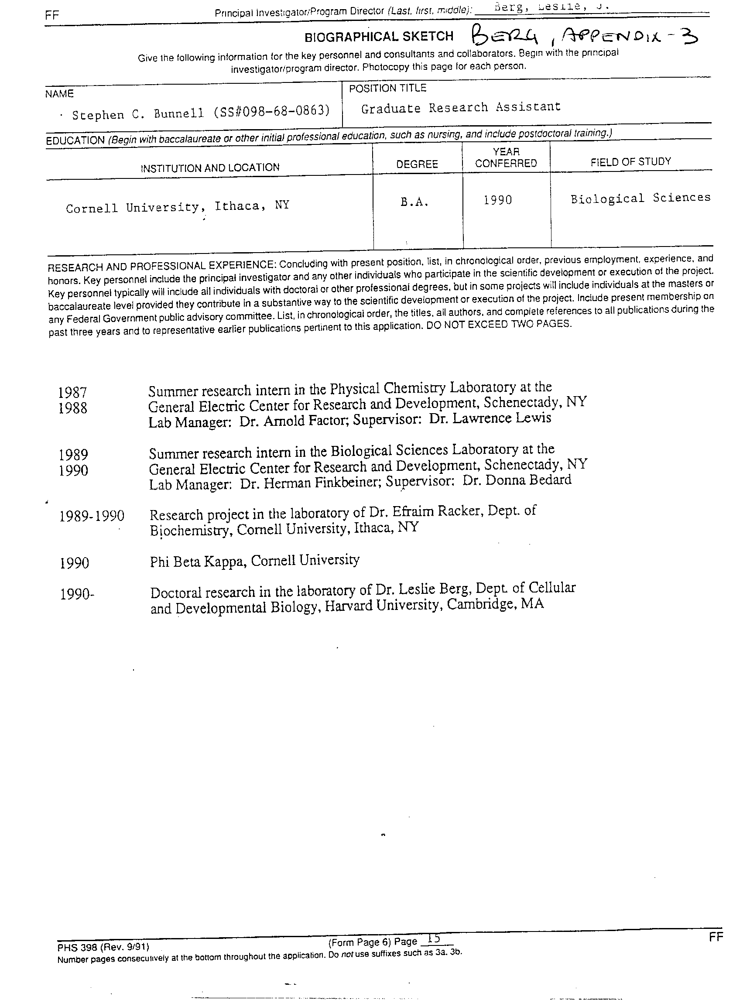 FF
Principal Investigator/Program Director (Last, first, middle): Berg, Leslie, J.
BIOGRAPHICAL SKETCH BERG, APPENDIX - 3
Give the following information for the key personnel and consultants and collaborators. Begin with the principal
investigator/program director. Photocopy this page for each person.
NAME
POSITION TITLE
Stephen C. Bunnell (SS#098-68-0863)
Graduate Research Assistant
EDUCATION (Begin with baccalaureate or other initial professional education, such as nursing, and include postdoctoral training.)
INSTITUTION AND LOCATION
DEGREE
YEAR
CONFERRED
FIELD OF STUDY
Cornell University, Ithaca, NY
B.A.
1990
Biological Sciences
RESEARCH AND PROFESSIONAL EXPERIENCE: Concluding with present position, list, in chronological order, previous employment, experience, and
honors. Key personnel include the principal investigator and any other individuals who participate in the scientific development or execution of the project.
Key personnel typically will include all individuals with doctoral or other professional degrees, but in some projects will include individuals at the masters or
baccalaureate level provided they contribute in a substantive way to the scientific development or execution of the project. Include present membership on
any Federal Government public advisory committee. List, in chronological order, the titles, all authors, and complete references to all publications during the
past three years and to representative earlier publications pertinent to this application. DO NOT EXCEED TWO PAGES.
1987 Summer research intern in the Physical Chemistry Laboratory at the
1988 General Electric Center for Research and Development, Schenectady, NY
Lab Manager: Dr. Arnold Factor; Supervisor: Dr. Lawrence Lewis
1989 Summer research intern in the Biological Sciences Laboratory at the
1990 General Electric Center for Research and Development, Schenectady, NY
Lab Manager: Dr. Herman Finkbeiner; Supervisor: Dr. Donna Bedard
1989-1990 Research project in the laboratory of Dr. Efraim Racker, Dept. of
Biochemistry, Cornell University, Ithaca, NY
1990 Phi Beta Kappa, Cornell University
1990- Doctoral research in the laboratory of Dr. Leslie Berg, Dept. of Cellular
and Developmental Biology, Harvard University, Cambridge, MA
PHS 398 (Rev. 9/91)
(Form Page 6) Page 15
FF
Number pages consecutively at the bottom throughout the application. Do not use suffixes such as 3a, 3b.